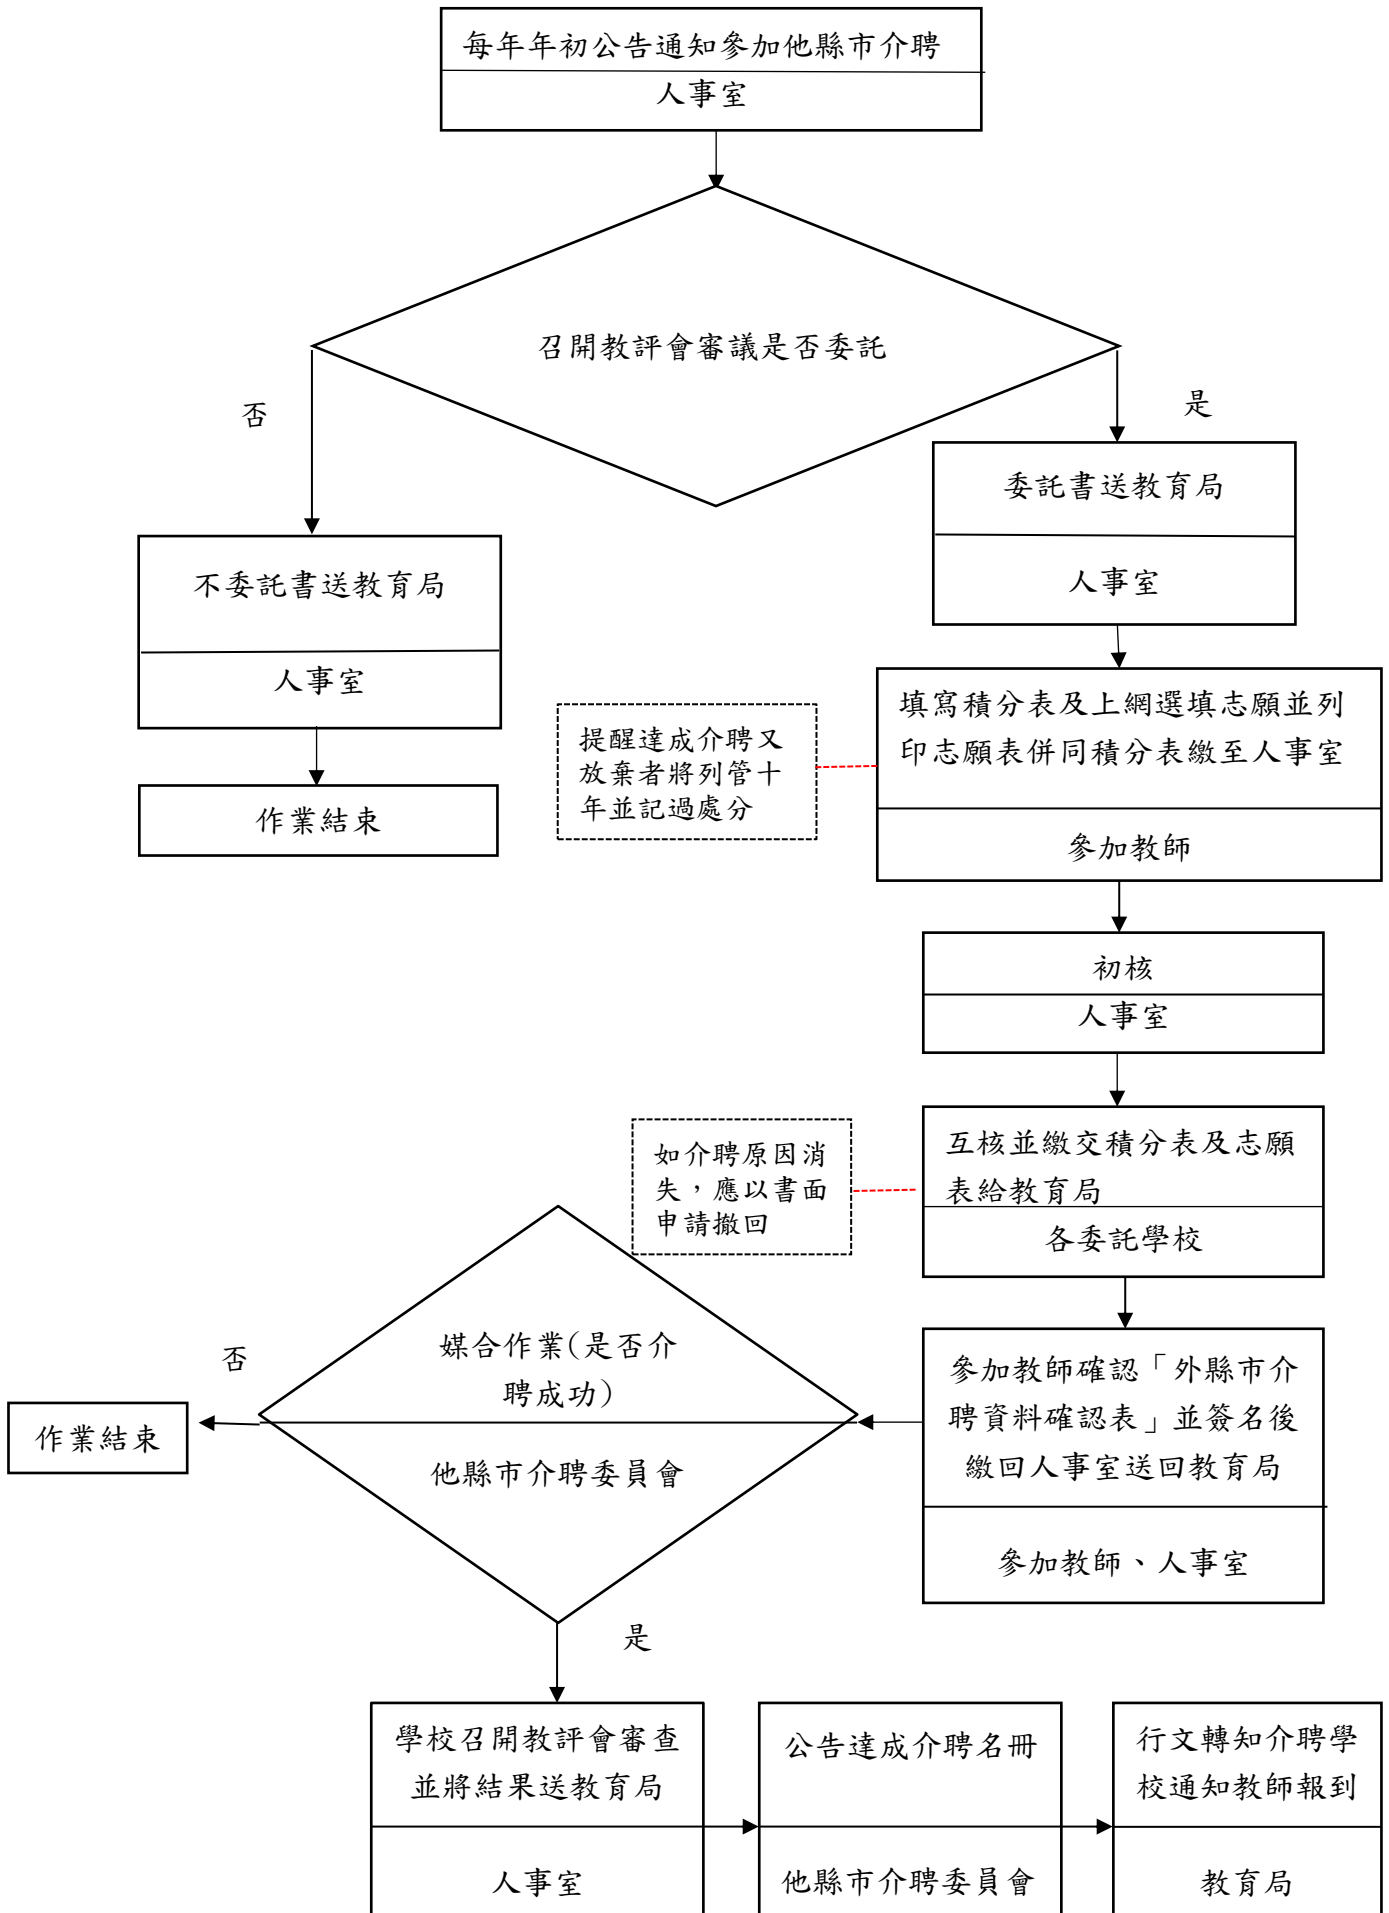 每年年初公告通知參加他縣市介聘
人事室
召開教評會審議是否委託
否
是
委託書送教育局
人事室
不委託書送教育局
人事室
作業結束
填寫積分表及上網選填志願並列
印志願表併同積分表繳至人事室
參加教師
提醒達成介聘又
放棄者將列管十
年並記過處分
初核
人事室
互核並繳交積分表及志願
表給教育局
各委託學校
如介聘原因消
失，應以書面
申請撤回
參加教師確認「外縣市介
聘資料確認表」並簽名後
繳回人事室送回教育局
參加教師、人事室
媒合作業(是否介
聘成功)
他縣市介聘委員會
否
作業結束
是
學校召開教評會審查
並將結果送教育局
人事室
公告達成介聘名冊
他縣市介聘委員會
行文轉知介聘學
校通知教師報到
教育局